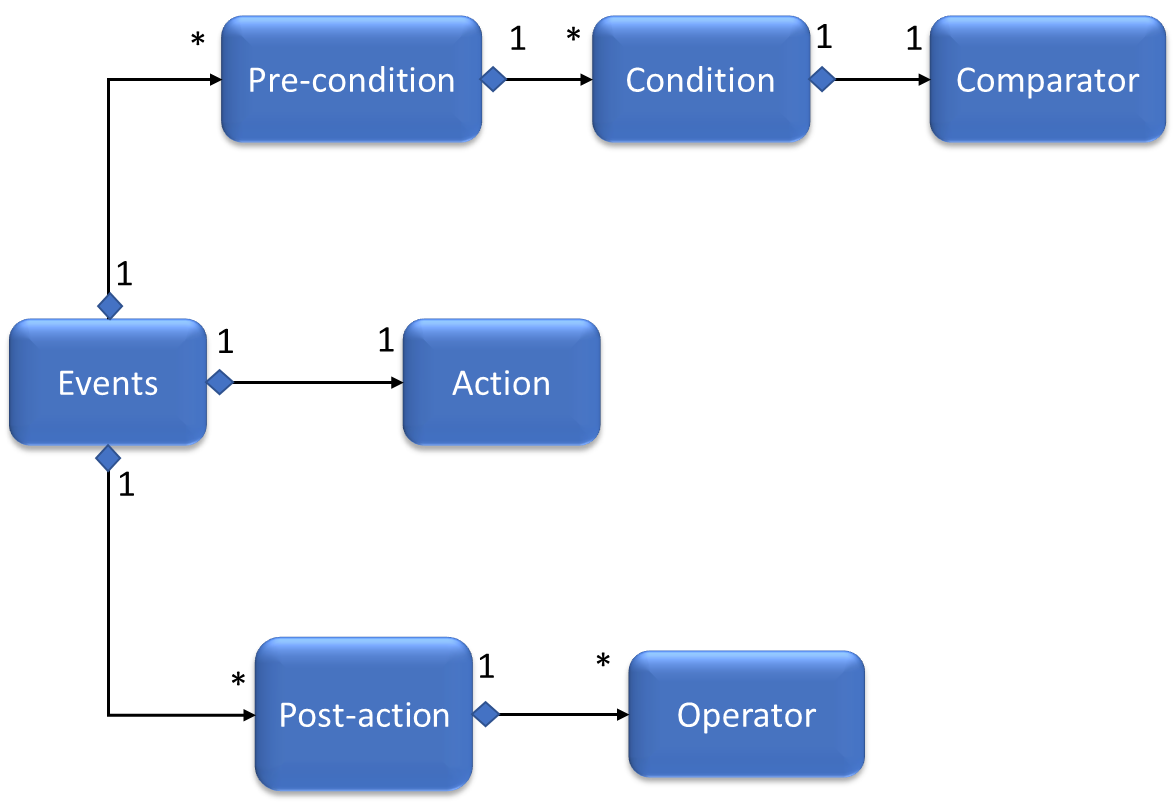 * Pre-condition 1 * Condition 1 1 Comparator
1
Events 1 1 Action
1
* Post-action 1 * Operator